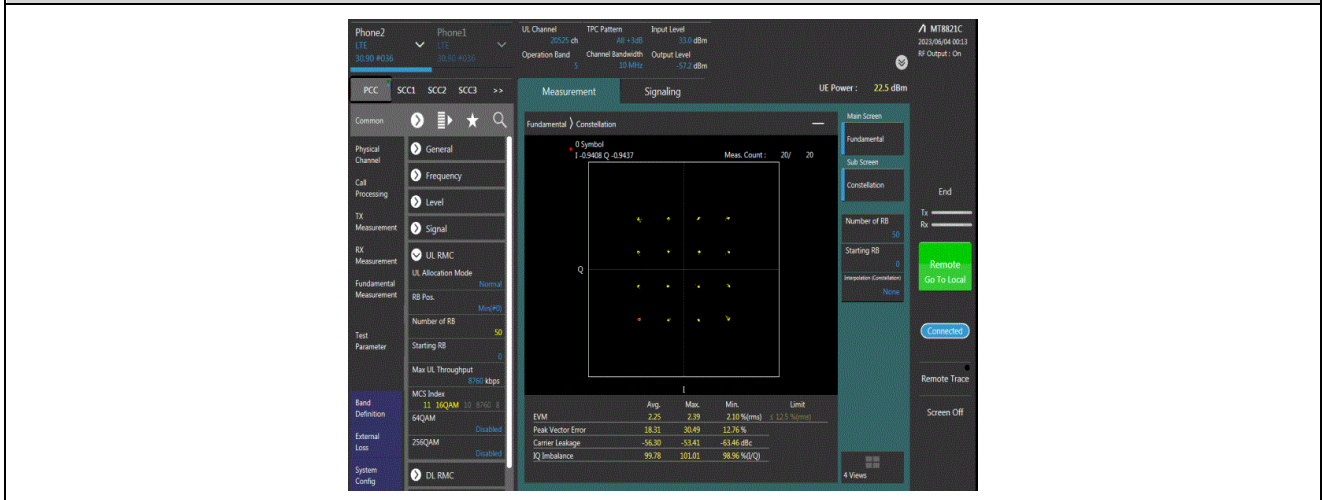 Phone2
LTE
30.90 #036
Phone1
LTE
30.90 #036
UL Channel
20525 ch
TPC Pattern
All +3dB
Input Level
33.0 dBm
Operation Band
5
Channel Bandwidth
10 MHz
Output Level
-57.2 dBm
MT8821C
2023/06/04 00:13
RF Output : On
PCC SCC1 SCC2 SCC3 >>
Measurement
Signaling
UE Power : 22.5 dBm
Common
Physical
Channel
Call
Processing
TX
Measurement
RX
Measurement
Fundamental
Measurement
Test
Parameter
Band
Definition
External
Loss
System
Config
General
Frequency
Level
Signal
UL RMC
UL Allocation Mode
Normal
RB Pos.
Min(#0)
Number of RB
50
Starting RB
0
Max UL Throughput
8760 kbps
MCS Index
11 16QAM 10 8760 8
64QAM
Disabled
256QAM
Disabled
DL RMC
Fundamental 〉 Constellation
0 Symbol
I -0.9408 Q -0.9437
Meas. Count : 20/ 20
Q
I
Avg. Max. Min. Limit
EVM 2.25 2.39 2.10 %(rms) ≤ 12.5 %(rms)
Peak Vector Error 18.31 30.49 12.76 %
Carrier Leakage -56.30 -53.41 -63.46 dBc
IQ Imbalance 99.78 101.01 98.96 %(I/Q)
Main Screen
Fundamental
Sub Screen
Constellation
Number of RB
50
Starting RB
0
Interpolation (Constellation)
None
4 Views
End
Tx
Rx
Remote
Go To Local
Connected
Remote Trace
Screen Off